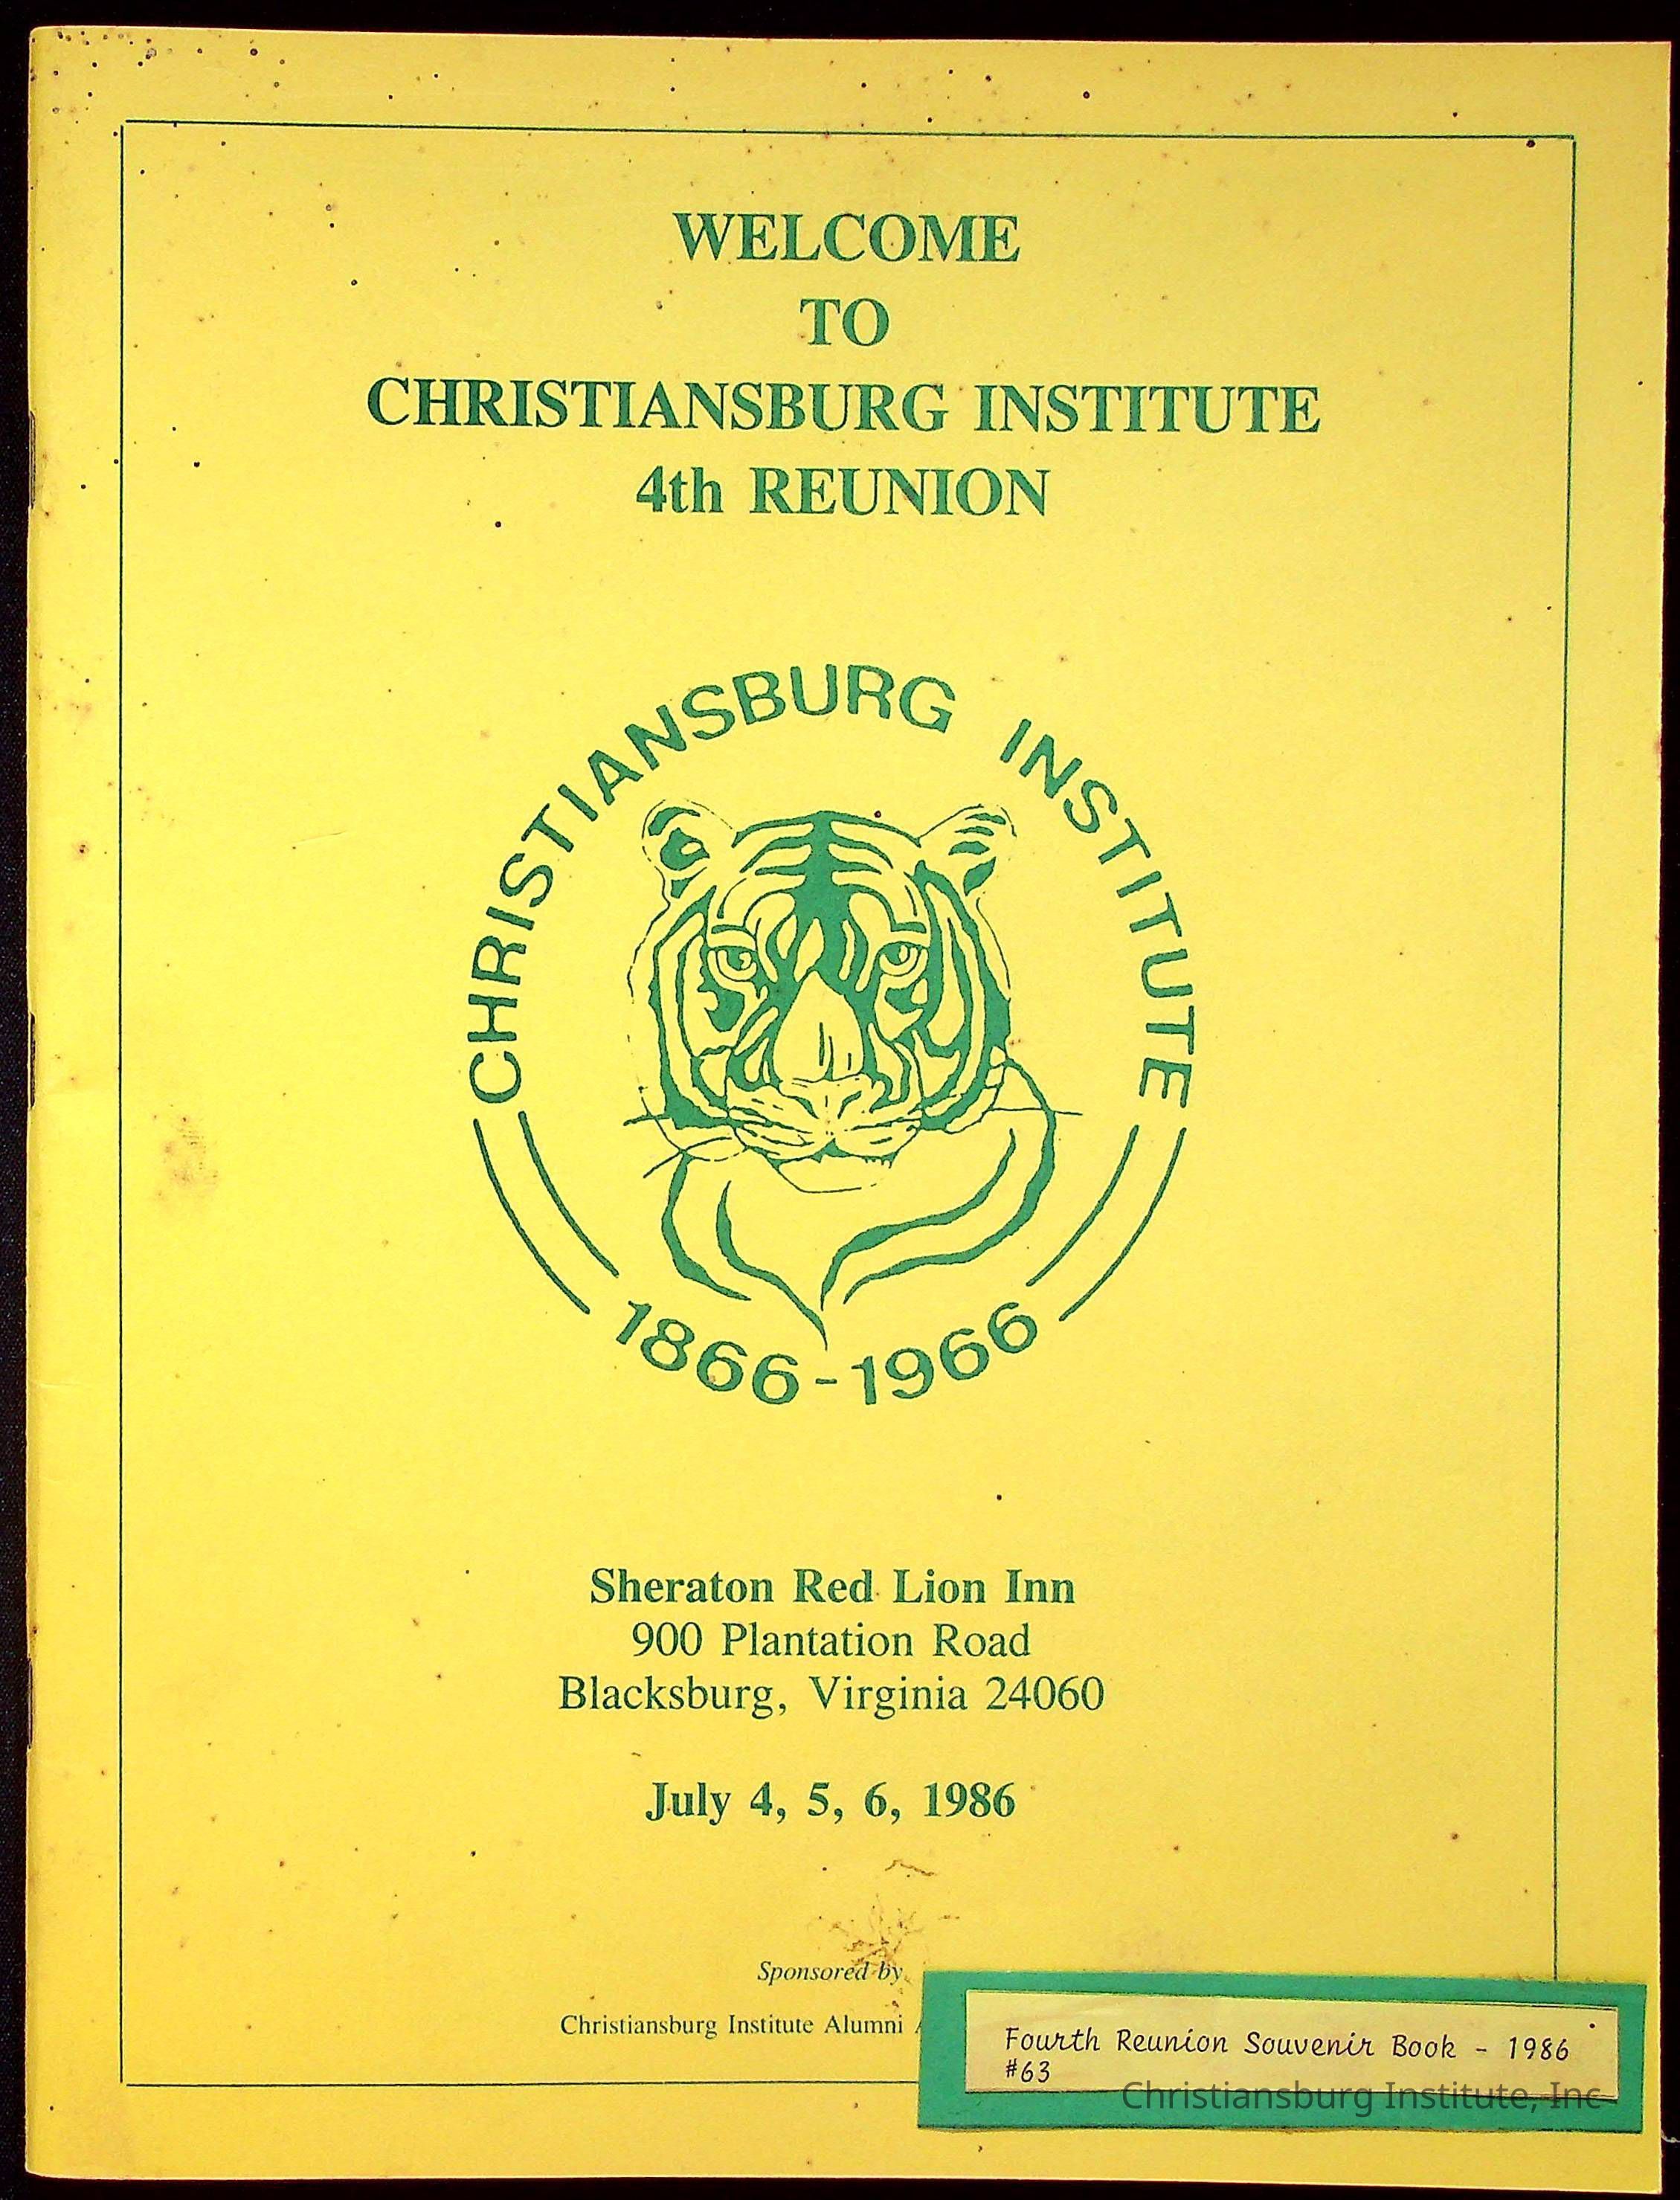 WELCOME
TO
CHRISTIANSBURG INSTITUTE
4th REUNION
CHRISTIANSBURG INSTITUTE
1866-1966
Sheraton Red Lion Inn
900 Plantation Road
Blacksburg, Virginia 24060
July 4, 5, 6, 1986
Sponsored by
Christiansburg Institute Alumni
Fourth Reunion Souvenir Book - 1986
#63
Christiansburg Institute, Inc